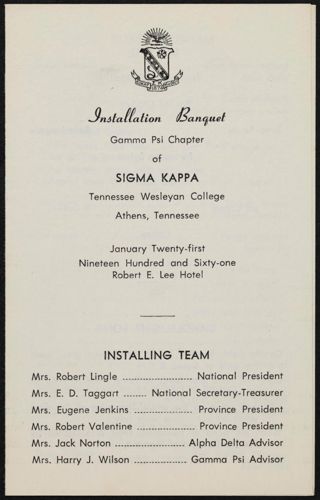 Installation Banquet
Gamma Psi Chapter
of
SIGMA KAPPA
Tennessee Wesleyan College
Athens, Tennessee
January Twenty-first
Nineteen Hundred and Sixty-one
Robert E. Lee Hotel
INSTALLING TEAM
Mrs. Robert Lingle .................... National President
Mrs. E. D. Taggart ........ National Secretary-Treasurer
Mrs. Eugene Jenkins .................. Province President
Mrs. Robert Valentine ................ Province President
Mrs. Jack Norton .................. Alpha Delta Advisor
Mrs. Harry J. Wilson ................ Gamma Psi Advisor